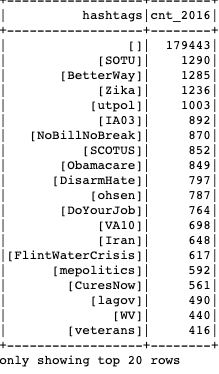 +-------------------+--------+
|           hashtags|cnt_2016|
+-------------------+--------+
|                 []|  179443|
|             [SOTU]|    1290|
|        [BetterWay]|    1285|
|             [Zika]|    1236|
|            [utpol]|    1003|
|             [IA03]|     892|
|    [NoBillNoBreak]|     870|
|           [SCOTUS]|     852|
|        [Obamacare]|     849|
|        [DisarmHate]|     797|
|            [ohsen]|     787|
|        [DoYourJob]|     764|
|             [VA10]|     698|
|             [Iran]|     648|
|[FlintWaterCrisis]|     617|
|       [mepolitics]|     592|
|         [CuresNow]|     561|
|            [lagov]|     490|
|               [WV]|     440|
|         [veterans]|     416|
+-------------------+--------+
only showing top 20 rows